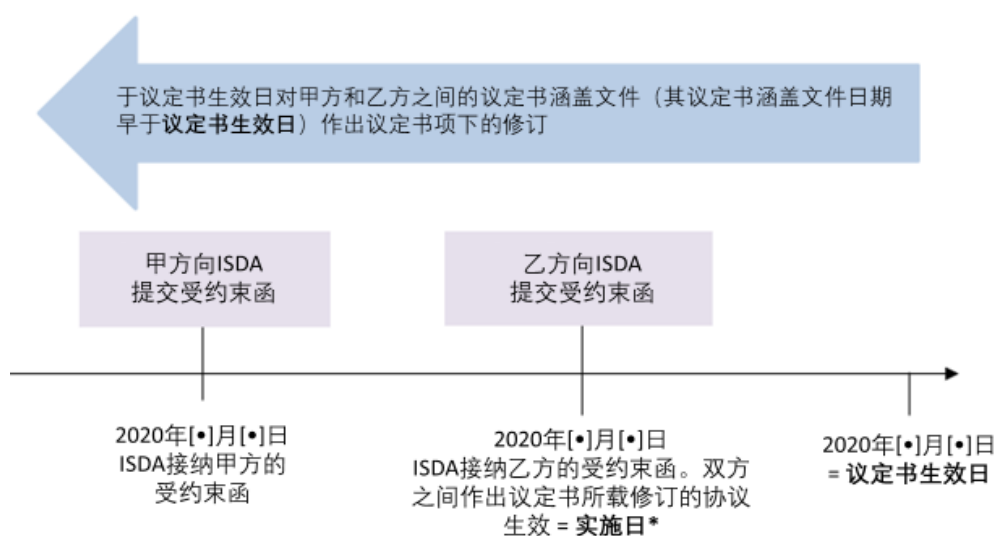 于议定书生效日对甲方和乙方之间的议定书涵盖文件（其议定书涵盖文件日期
早于议定书生效日）作出议定书项下的修订
甲方向ISDA
提交受约束函
乙方向ISDA
提交受约束函
2020年[•]月[•]日
ISDA接纳甲方的
受约束函
2020年[•]月[•]日
ISDA接纳乙方的受约束函。双方
之间作出议定书所载修订的协议
生效 = 实施日*
2020年[•]月[•]日
= 议定书生效日